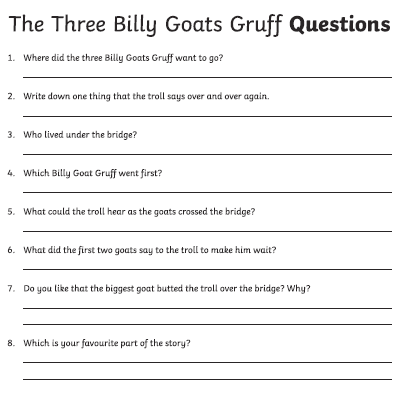 The Three Billy Goats Gruff Questions
1. Where did the three Billy Goats Gruff want to go?
2. Write down one thing that the troll says over and over again.
3. Who lived under the bridge?
4. Which Billy Goat Gruff went first?
5. What could the troll hear as the goats crossed the bridge?
6. What did the first two goats say to the troll to make him wait?
7. Do you like that the biggest goat butted the troll over the bridge? Why?
8. Which is your favourite part of the story?